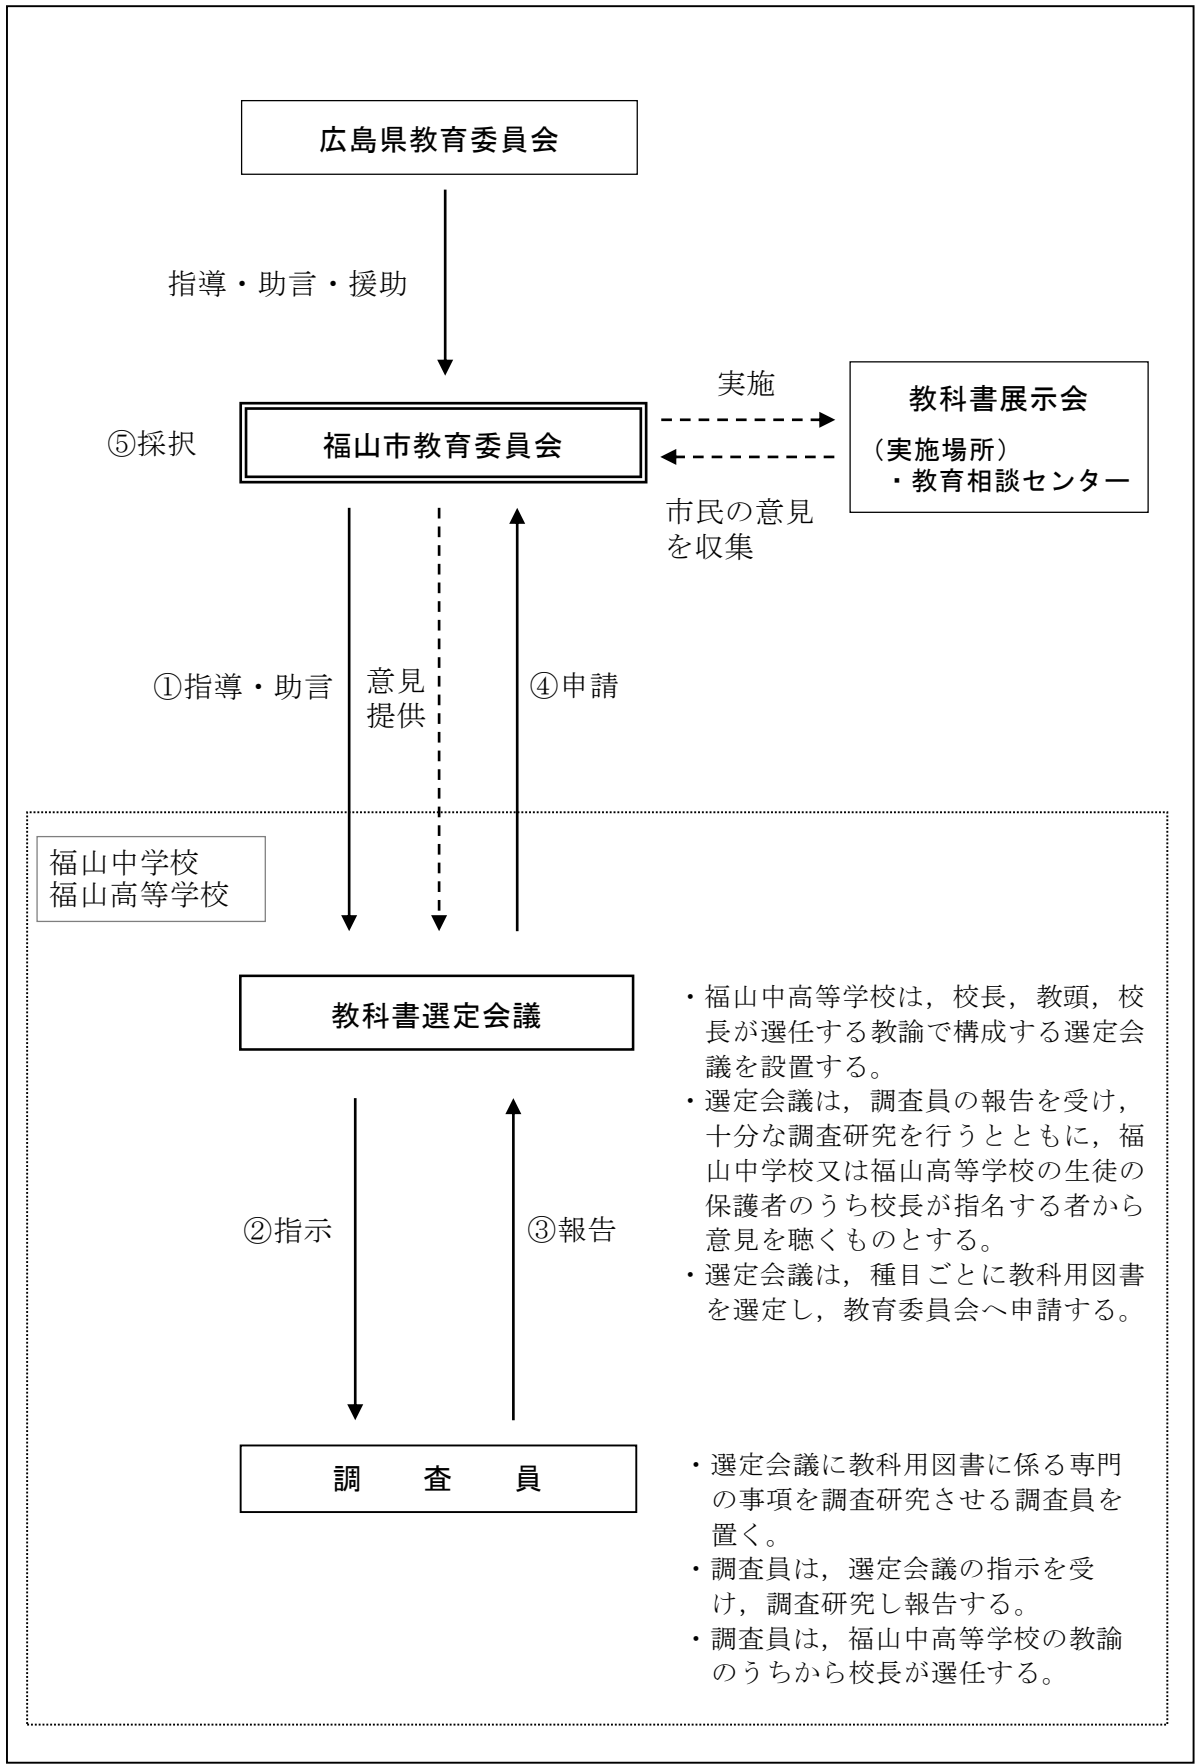 広島県教育委員会
指導・助言・援助
実施
教科書展示会
（実施場所）
・教育相談センター
⑤採択
福山市教育委員会
市民の意見
を収集
①指導・助言
意見
提供
④申請
福山中学校
福山高等学校
教科書選定会議
・福山中高等学校は，校長，教頭，校
長が選任する教諭で構成する選定会
議を設置する。
・選定会議は，調査員の報告を受け，
十分な調査研究を行うとともに，福
山中学校又は福山高等学校の生徒の
保護者のうち校長が指名する者から
意見を聴くものとする。
・選定会議は，種目ごとに教科用図書
を選定し，教育委員会へ申請する。
②指示
③報告
調　査　員
・選定会議に教科用図書に係る専門
の事項を調査研究させる調査員を
置く。
・調査員は，選定会議の指示を受
け，調査研究し報告する。
・調査員は，福山中高等学校の教諭
のうちから校長が選任する。